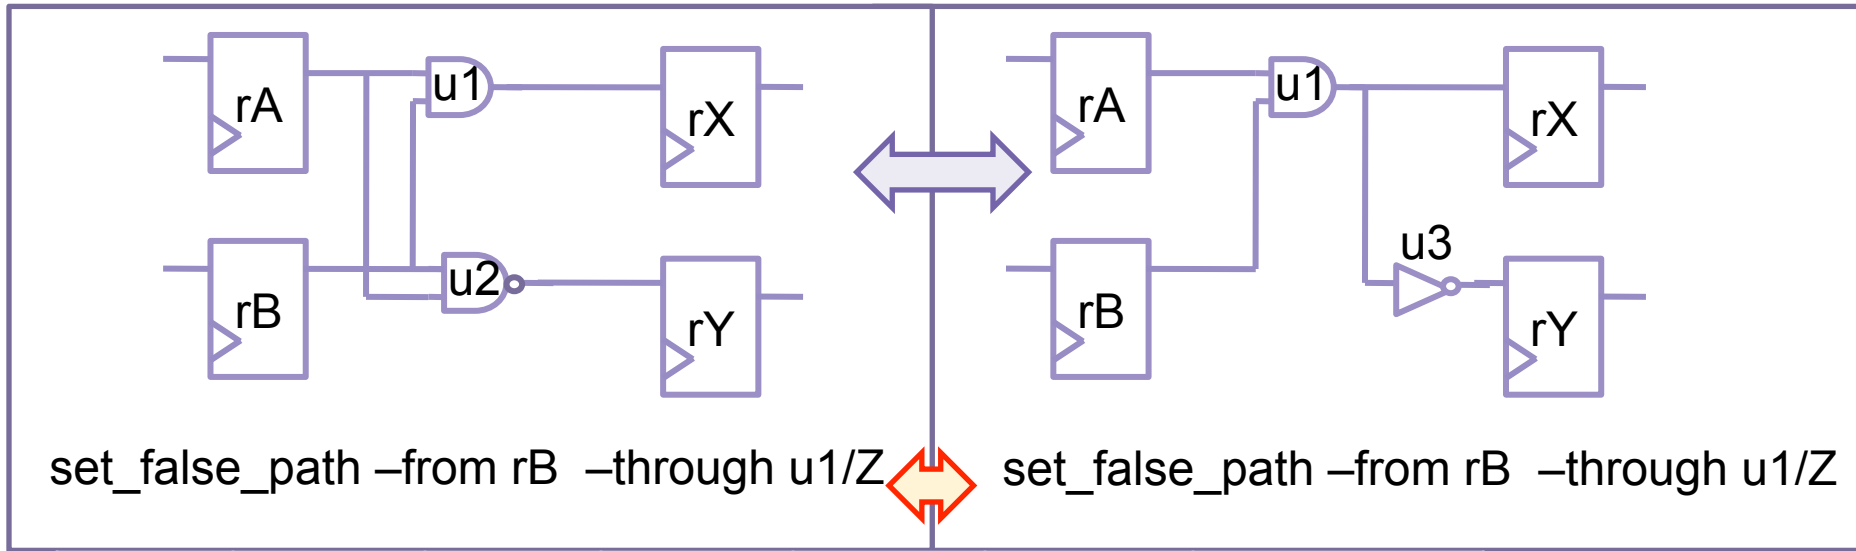 rA u1 rX
rB u2 rY
set_false_path –from rB –through u1/Z
rA u1 rX
u3
rB rY
set_false_path –from rB –through u1/Z